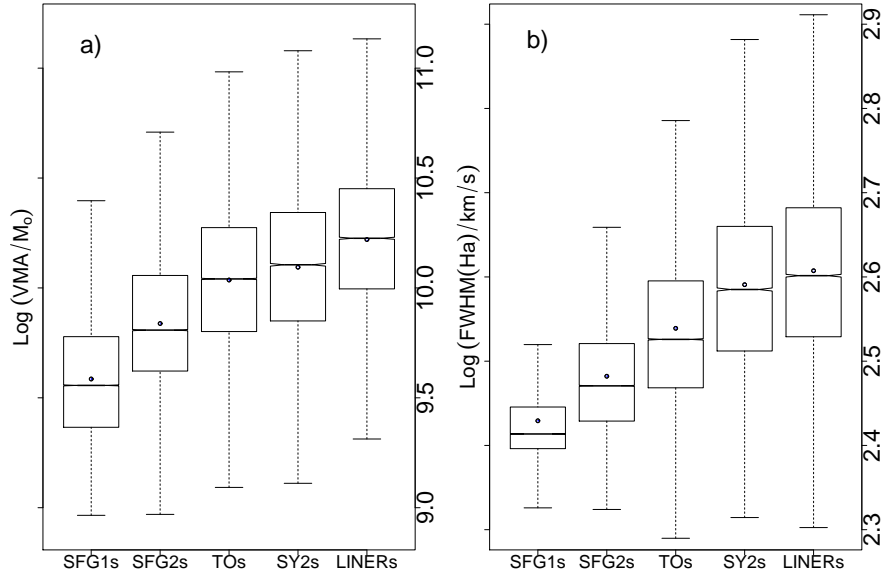 a)
Log (VMA/Mo)
11.0
10.5
10.0
9.5
9.0
SFG1s SFG2s TOs SY2s LINERs
b)
Log (FWHM(Ha)/km/s)
2.9
2.8
2.7
2.6
2.5
2.4
2.3
SFG1s SFG2s TOs SY2s LINERs